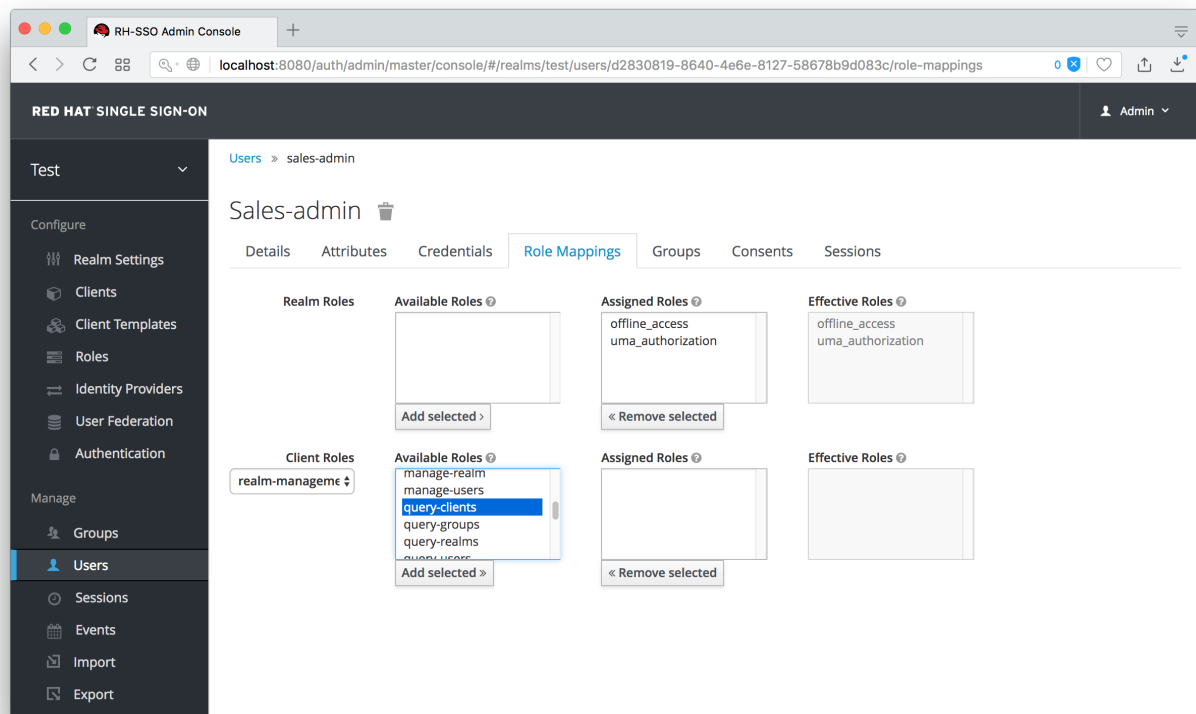 RH-SSO Admin Console
localhost:8080/auth/admin/master/console/#/realms/test/users/d2830819-8640-4e6e-8127-58678b9d083c/role-mappings
0
RED HAT SINGLE SIGN-ON
Admin
Test
Configure
Realm Settings
Clients
Client Templates
Roles
Identity Providers
User Federation
Authentication
Manage
Groups
Users
Sessions
Events
Import
Export
Users » sales-admin
Sales-admin
Details Attributes Credentials Role Mappings Groups Consents Sessions
Realm Roles
Available Roles
Add selected ›
Assigned Roles
offline_access
uma_authorization
« Remove selected
Effective Roles
offline_access
uma_authorization
Client Roles
realm-manageme
Available Roles
manage-realm
manage-users
query-clients
query-groups
query-realms
query-users
Add selected »
Assigned Roles
« Remove selected
Effective Roles